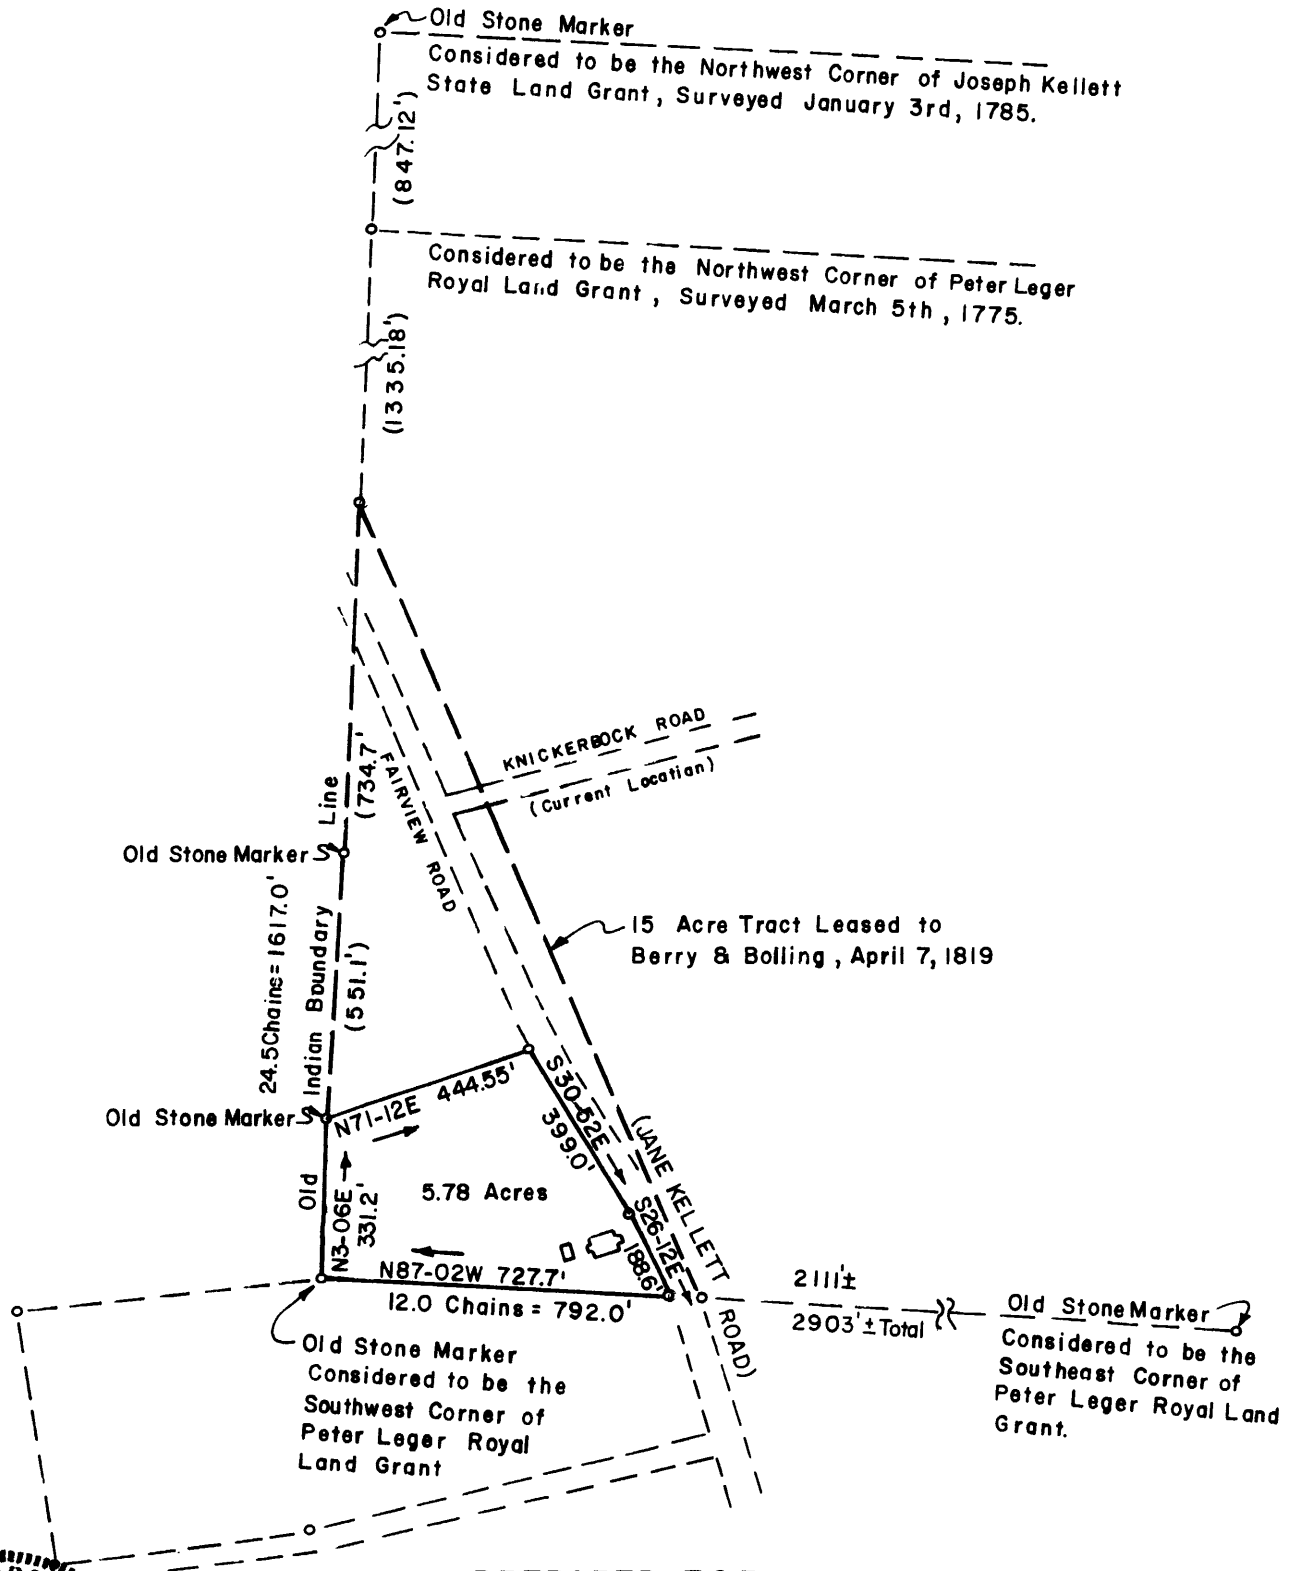 Old Stone Marker
Considered to be the Northwest Corner of Joseph Kellett
State Land Grant, Surveyed January 3rd, 1785.
(847.12')
Considered to be the Northwest Corner of Peter Leger
Royal Land Grant, Surveyed March 5th, 1775.
(1335.18')
KNICKERBOCK ROAD
(Current Location)
FAIRVIEW ROAD
(734.7')
Old Stone Marker
24.5 Chains = 1617.0'
Old Indian Boundary Line
(551.1')
15 Acre Tract Leased to
Berry & Bolling, April 7, 1819
Old Stone Marker
N71-12E 444.55'
S30-52E
399.0'
(JANE KELLETT ROAD)
N3-06E
331.2'
5.78 Acres
S26-12E
188.6'
N87-02W 727.7'
12.0 Chains = 792.0'
2111'±
2903'± Total
Old Stone Marker
Considered to be the
Southeast Corner of
Peter Leger Royal Land
Grant.
Old Stone Marker
Considered to be the
Southwest Corner of
Peter Leger Royal
Land Grant